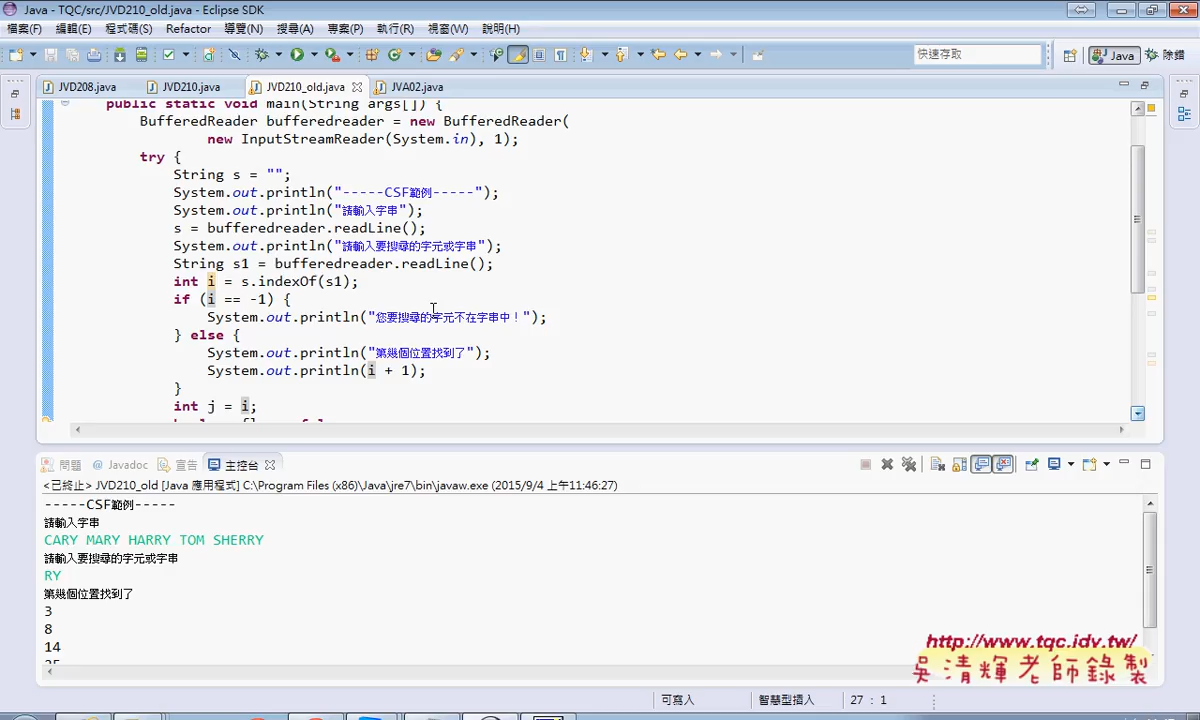 Java - TQC/src/JVD210_old.java - Eclipse SDK
檔案(F) 編輯(E) 程式碼(S) Refactor 導覽(N) 搜尋(A) 專案(P) 執行(R) 視窗(W) 說明(H)
快速存取 Java 除錯
JVD208.java JVD210.java JVD210_old.java JVA02.java
public static void main(String args[]) {
BufferedReader bufferedreader = new BufferedReader(
new InputStreamReader(System.in), 1);
try {
String s = "";
System.out.println("-----CSF範例-----");
System.out.println("請輸入字串");
s = bufferedreader.readLine();
System.out.println("請輸入要搜尋的字元或字串");
String s1 = bufferedreader.readLine();
int i = s.indexOf(s1);
if (i == -1) {
System.out.println("您要搜尋的字元不在字串中！");
} else {
System.out.println("第幾個位置找到了");
System.out.println(i + 1);
}
int j = i;
問題 @ Javadoc 宣告 主控台
<已終止> JVD210_old [Java 應用程式] C:\Program Files (x86)\Java\jre7\bin\javaw.exe (2015/9/4 上午11:46:27)
-----CSF範例-----
請輸入字串
CARY MARY HARRY TOM SHERRY
請輸入要搜尋的字元或字串
RY
第幾個位置找到了
3
8
14
http://www.tqc.idv.tw/
吳清輝老師錄製
可寫入 智慧型插入 27 : 1